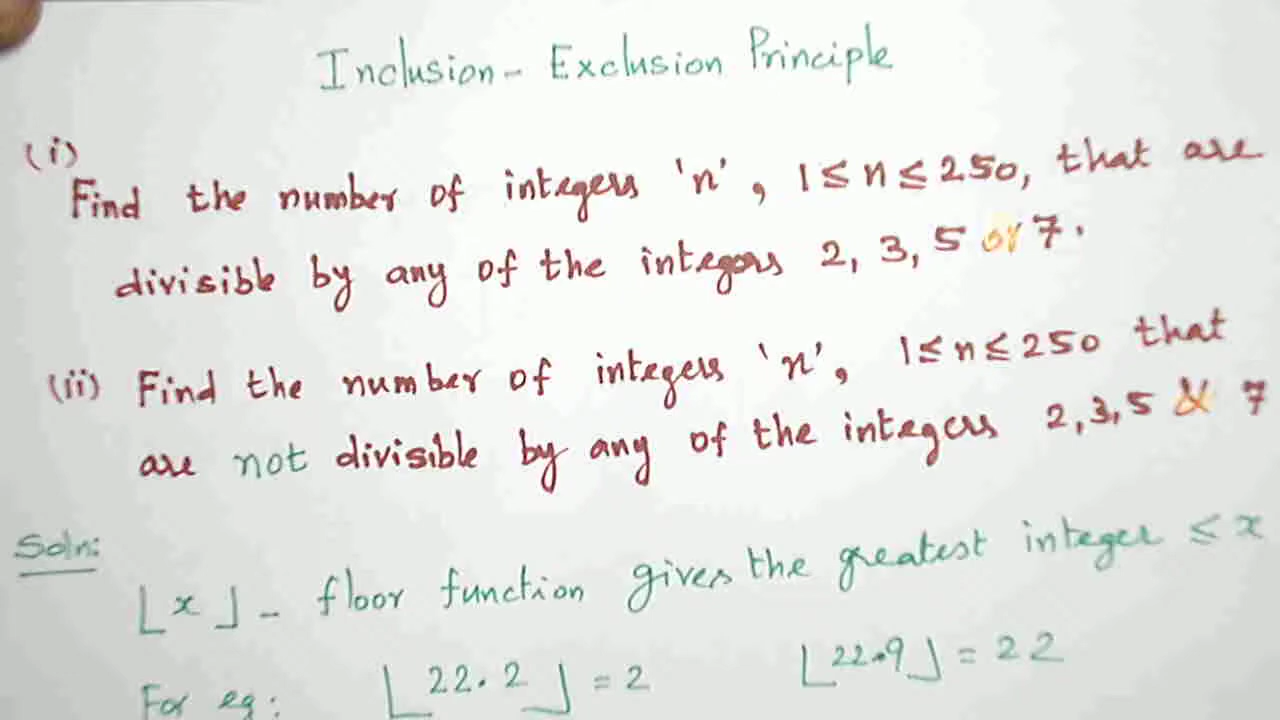 Inclusion - Exclusion Principle
(i)
Find the number of integers 'n', 1 ≤ n ≤ 250, that are
divisible by any of the integers 2, 3, 5 or 7.
(ii) Find the number of integers 'n', 1 ≤ n ≤ 250 that
are not divisible by any of the integers 2, 3, 5 & 7
Soln:
⌊x⌋ - floor function gives the greatest integer ≤ x
For eg: ⌊22.2⌋ = 2 ⌊22.9⌋ = 22